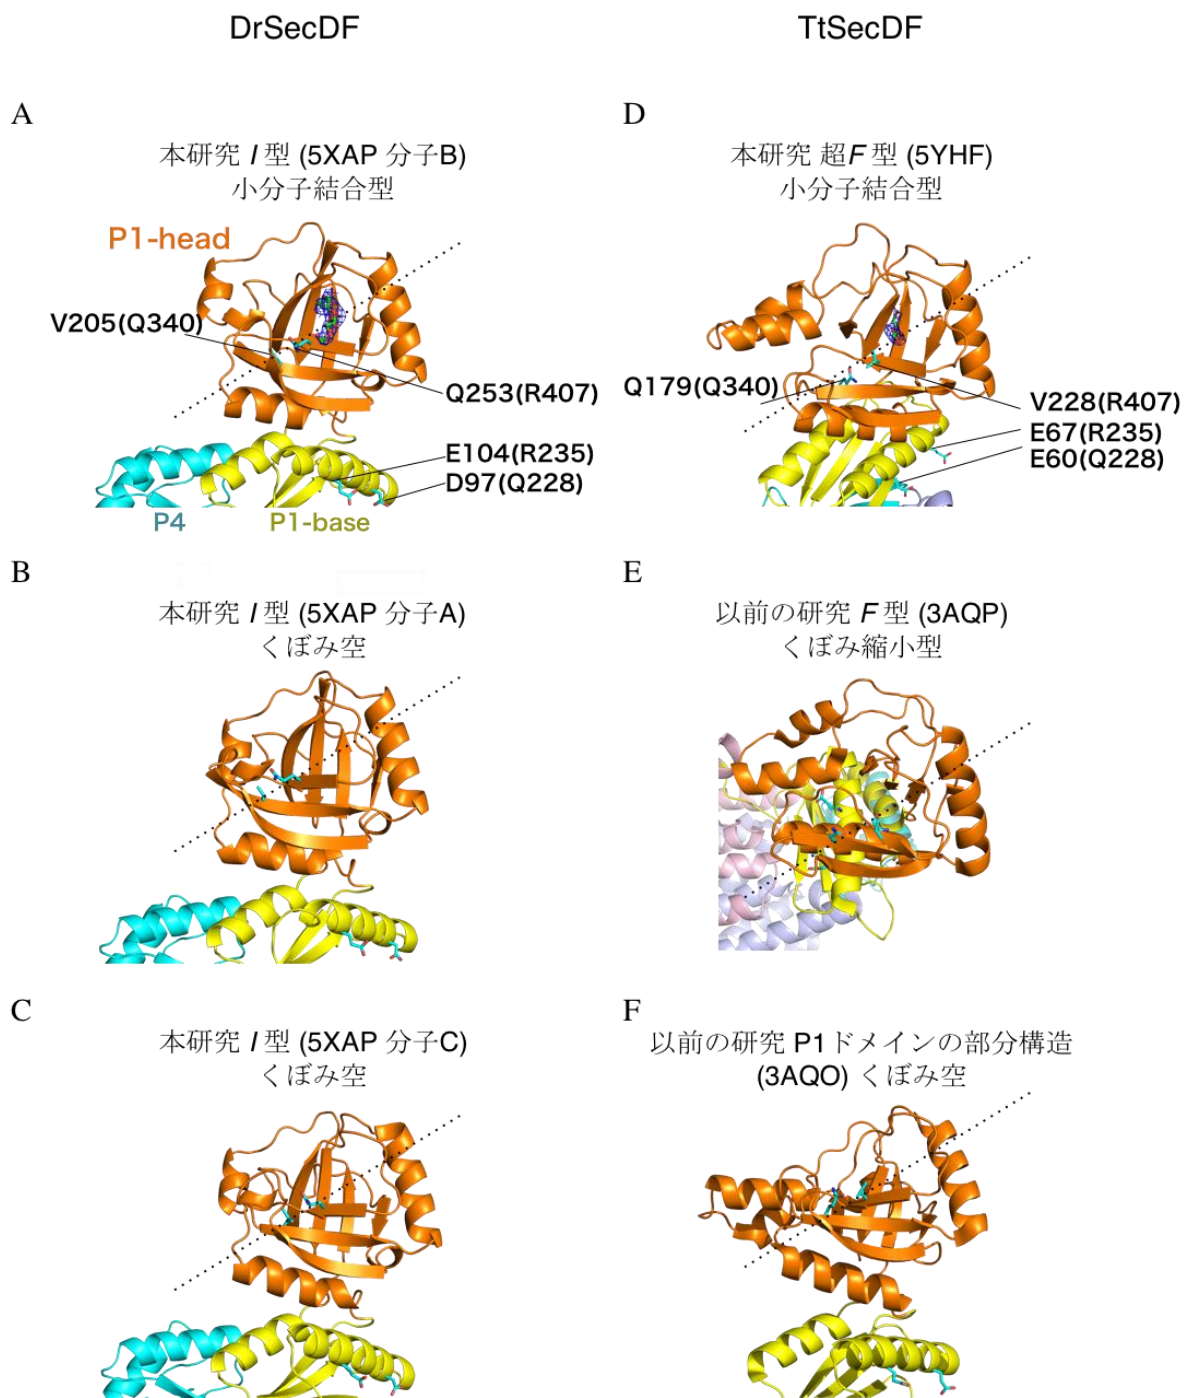 DrSecDF
TtSecDF
A
本研究 I 型 (5XAP 分子B)
小分子結合型
P1-head
V205(Q340)
Q253(R407)
E104(R235)
D97(Q228)
P4
P1-base
D
本研究 超F 型 (5YHF)
小分子結合型
Q179(Q340)
V228(R407)
E67(R235)
E60(Q228)
B
本研究 I 型 (5XAP 分子A)
くぼみ空
E
以前の研究 F 型 (3AQP)
くぼみ縮小型
C
本研究 I 型 (5XAP 分子C)
くぼみ空
F
以前の研究 P1ドメインの部分構造
(3AQO) くぼみ空